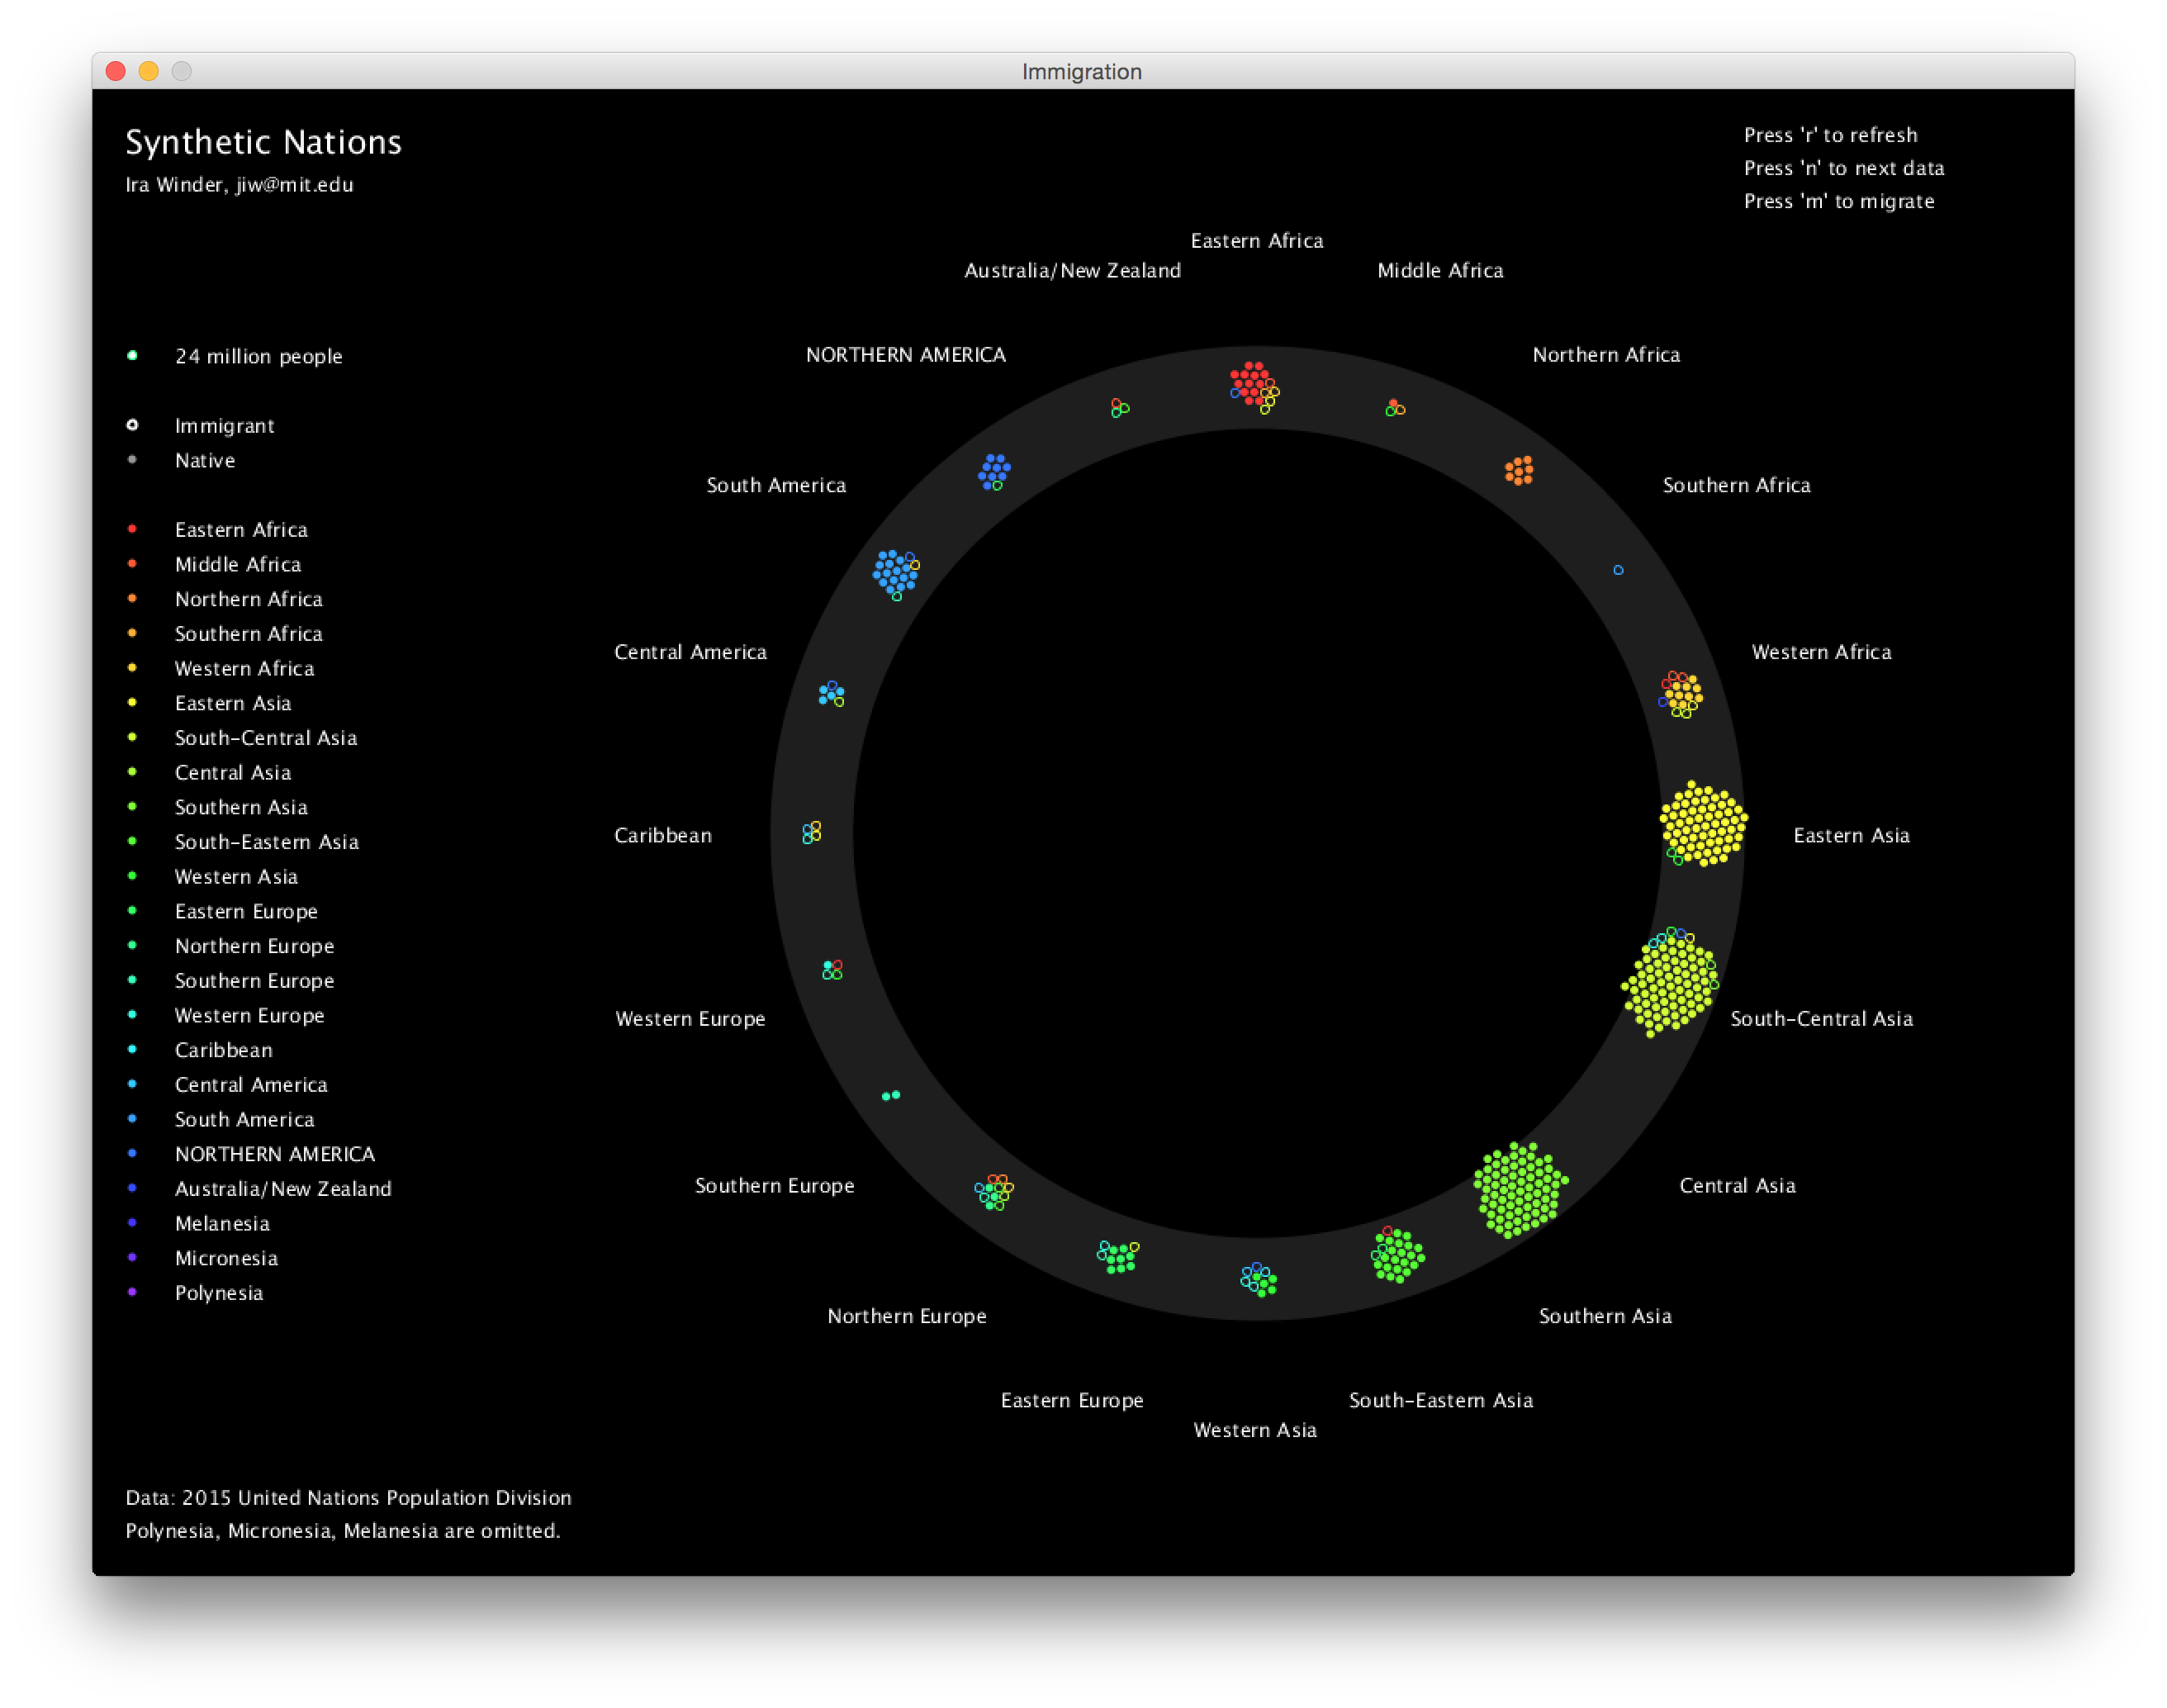 Immigration
Synthetic Nations
Ira Winder, jiw@mit.edu
Press 'r' to refresh
Press 'n' to next data
Press 'm' to migrate
24 million people
Immigrant
Native
Eastern Africa
Middle Africa
Northern Africa
Southern Africa
Western Africa
Eastern Asia
South-Central Asia
Central Asia
Southern Asia
South-Eastern Asia
Western Asia
Eastern Europe
Northern Europe
Southern Europe
Western Europe
Caribbean
Central America
South America
NORTHERN AMERICA
Australia/New Zealand
Melanesia
Micronesia
Polynesia
Eastern Africa
Middle Africa
Northern Africa
Southern Africa
Western Africa
Eastern Asia
South-Central Asia
Central Asia
Southern Asia
South-Eastern Asia
Western Asia
Eastern Europe
Northern Europe
Southern Europe
Western Europe
Caribbean
Central America
South America
NORTHERN AMERICA
Australia/New Zealand
Data: 2015 United Nations Population Division
Polynesia, Micronesia, Melanesia are omitted.